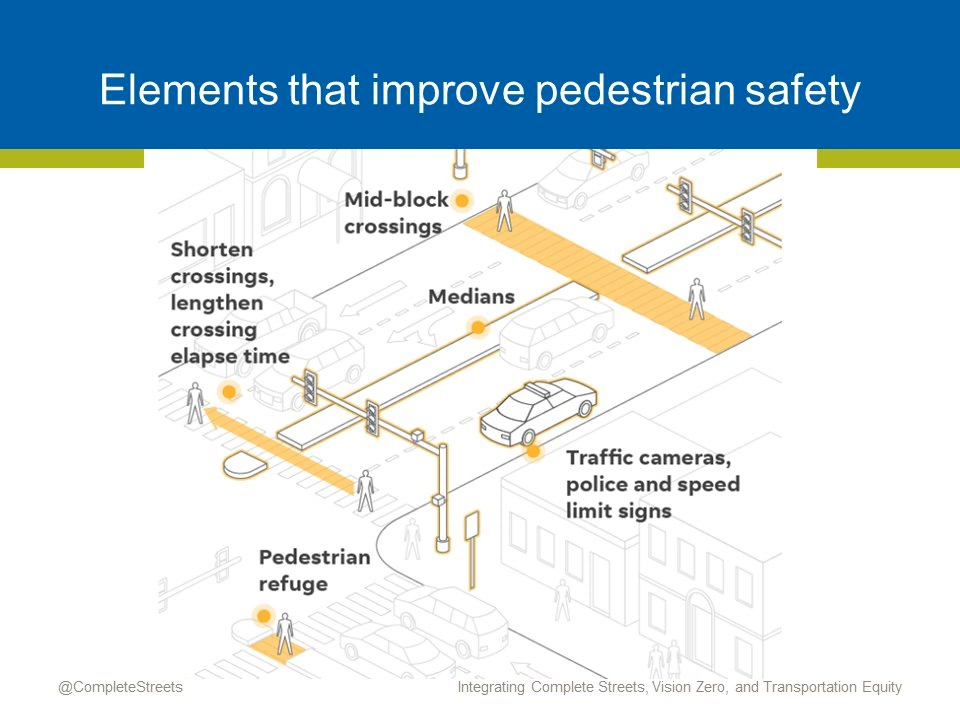 Elements that improve pedestrian safety
Mid-block
crossings
Shorten
crossings,
lengthen
crossing
elapse time
Medians
Traffic cameras,
police and speed
limit signs
Pedestrian
refuge
@CompleteStreets
Integrating Complete Streets, Vision Zero, and Transportation Equity